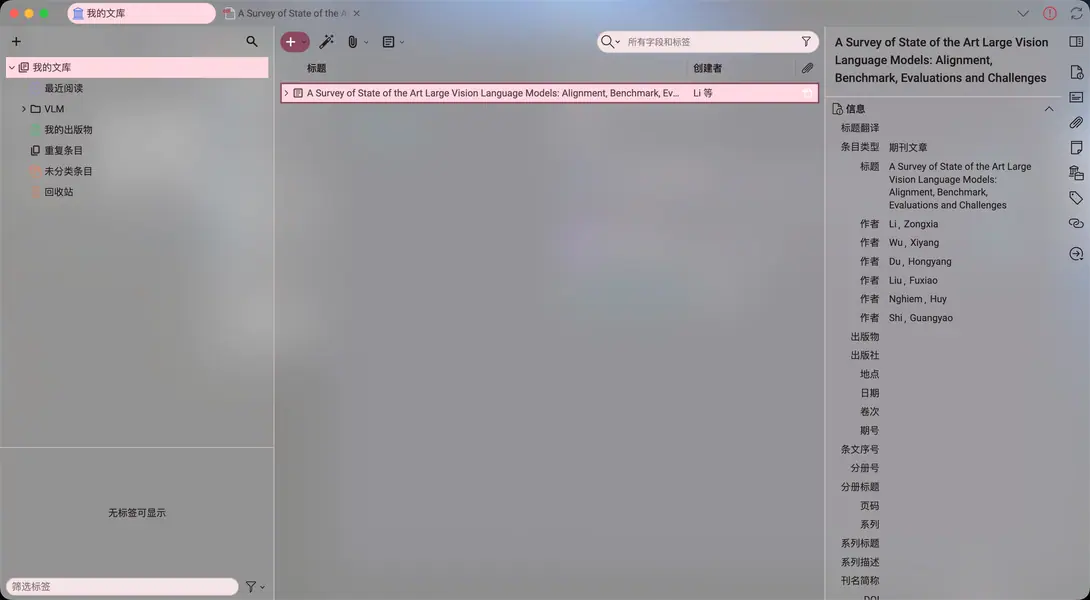 我的文库
A Survey of State of the A
我的文库
最近阅读
VLM
我的出版物
重复条目
未分类条目
回收站
无标签可显示
筛选标签
所有字段和标签
标题 创建者
A Survey of State of the Art Large Vision Language Models: Alignment, Benchmark, Ev... Li 等
A Survey of State of the Art Large Vision
Language Models: Alignment,
Benchmark, Evaluations and Challenges
信息
标题翻译
条目类型 期刊文章
标题 A Survey of State of the Art Large
Vision Language Models:
Alignment, Benchmark,
Evaluations and Challenges
作者 Li , Zongxia
作者 Wu , Xiyang
作者 Du , Hongyang
作者 Liu , Fuxiao
作者 Nghiem , Huy
作者 Shi , Guangyao
出版物
出版社
地点
日期
卷次
期号
条文序号
分册号
分册标题
页码
系列
系列标题
系列描述
刊名简称
DOI